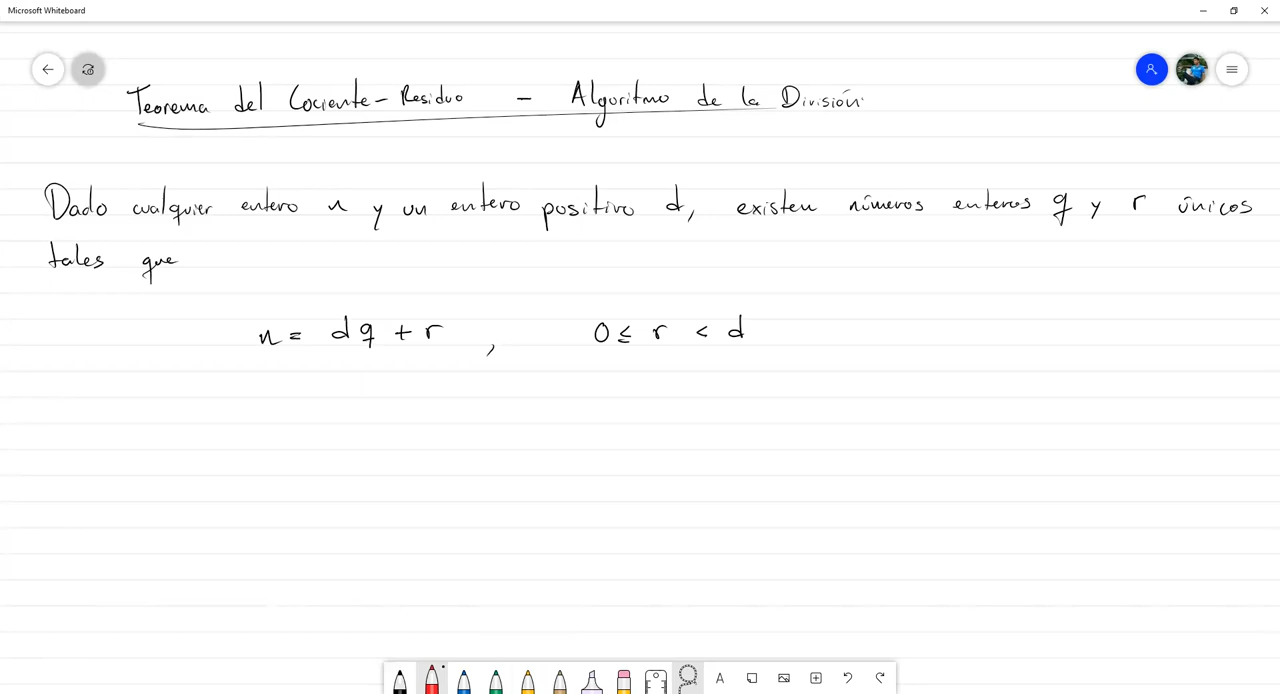 Microsoft Whiteboard
Teorema del Cociente-Residuo - Algoritmo de la División
Dado cualquier entero n y un entero positivo d, existen números enteros q y r únicos
tales que
n = dq + r , 0 ≤ r < d
A